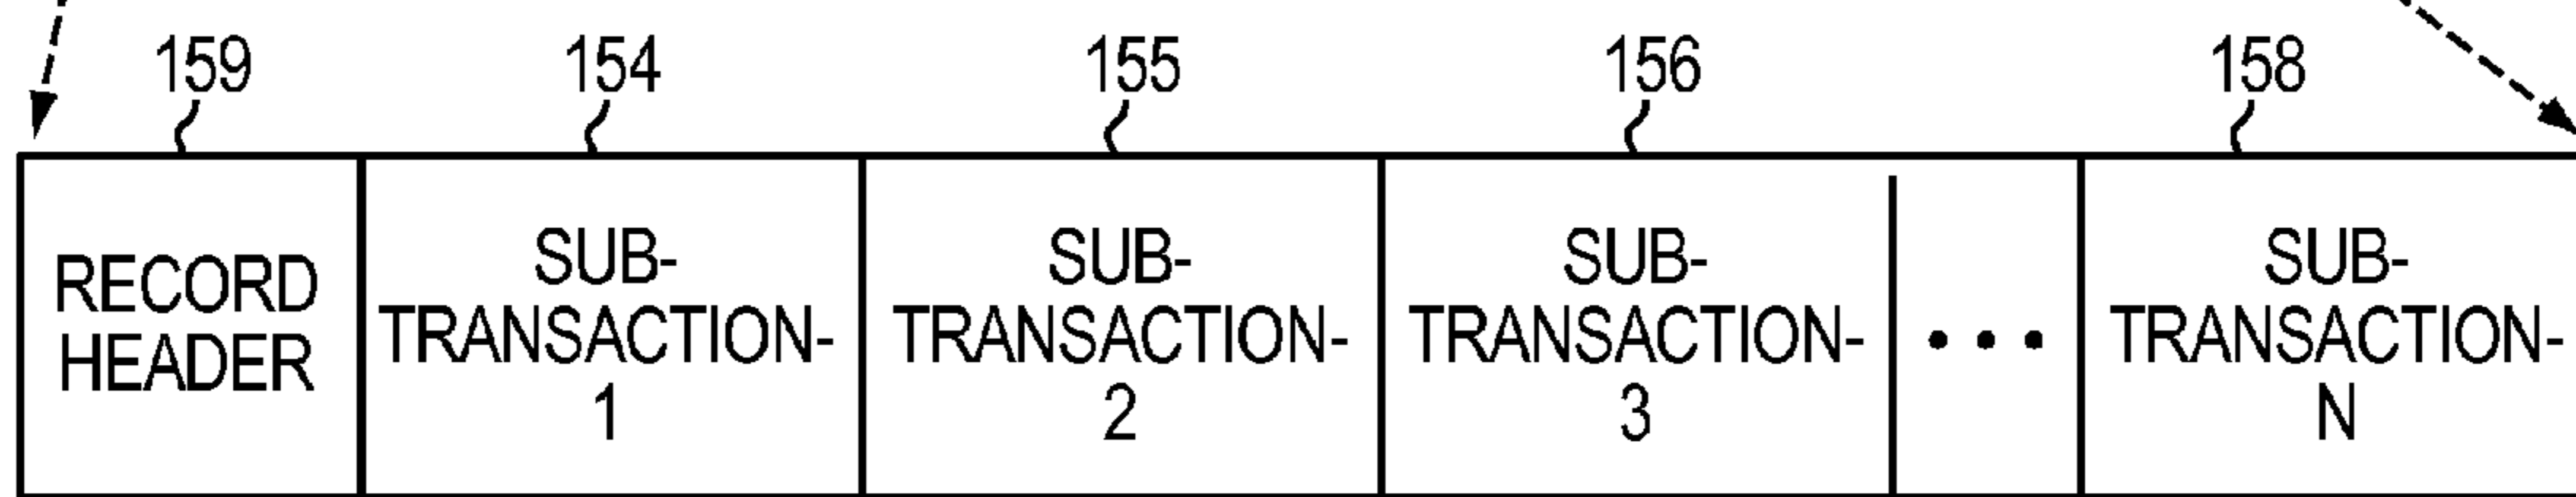 159 154 155 156 158
RECORD
HEADER
SUB-
TRANSACTION-
1
SUB-
TRANSACTION-
2
SUB-
TRANSACTION-
3
• • •
SUB-
TRANSACTION-
N